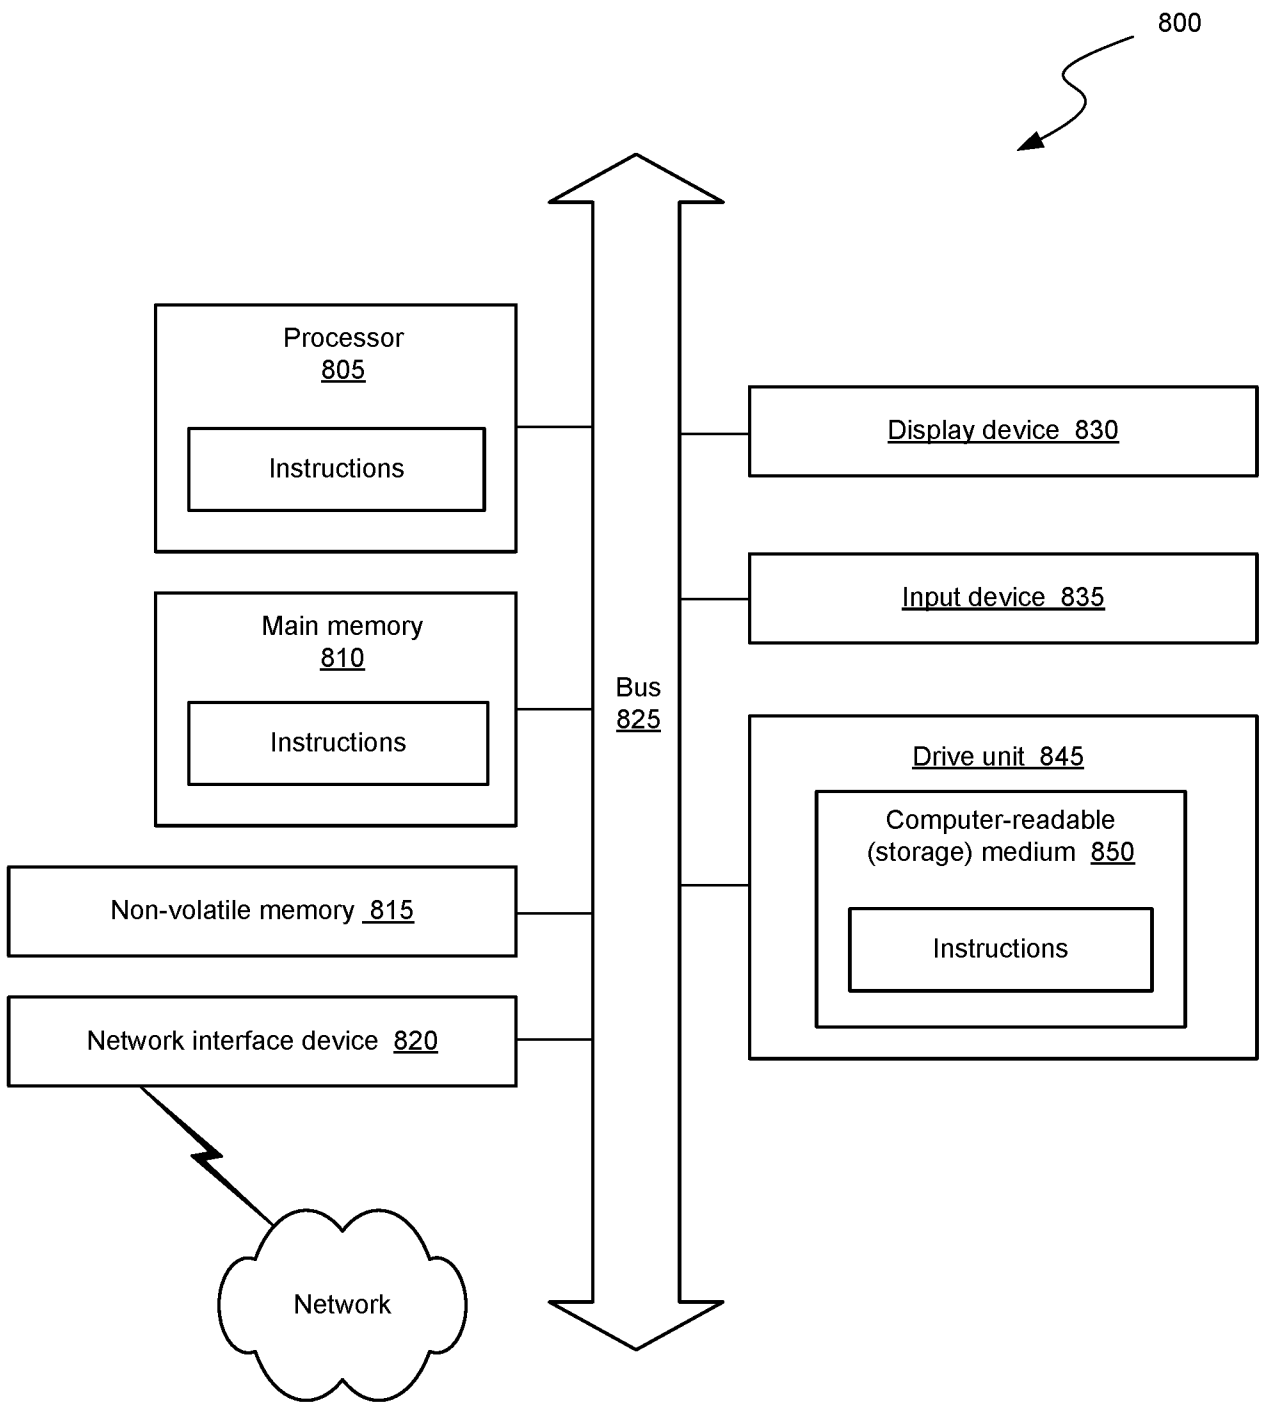 800
Processor
805
Instructions
Main memory
810
Instructions
Non-volatile memory 815
Network interface device 820
Network
Bus
825
Display device 830
Input device 835
Drive unit 845
Computer-readable
(storage) medium 850
Instructions